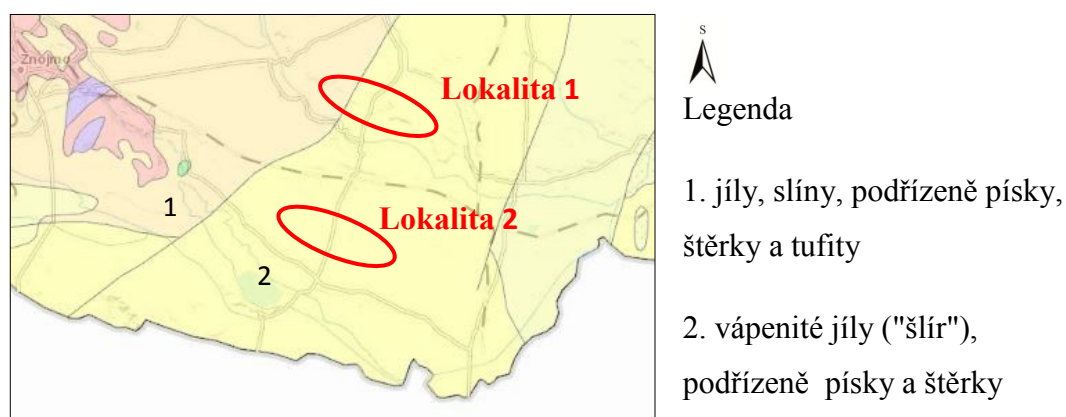 Znojmo
Lokalita 1
Lokalita 2
1
2
S
Legenda
1. jíly, slíny, podřízeně písky,
štěrky a tufity
2. vápenité jíly ("šlír"),
podřízeně písky a štěrky